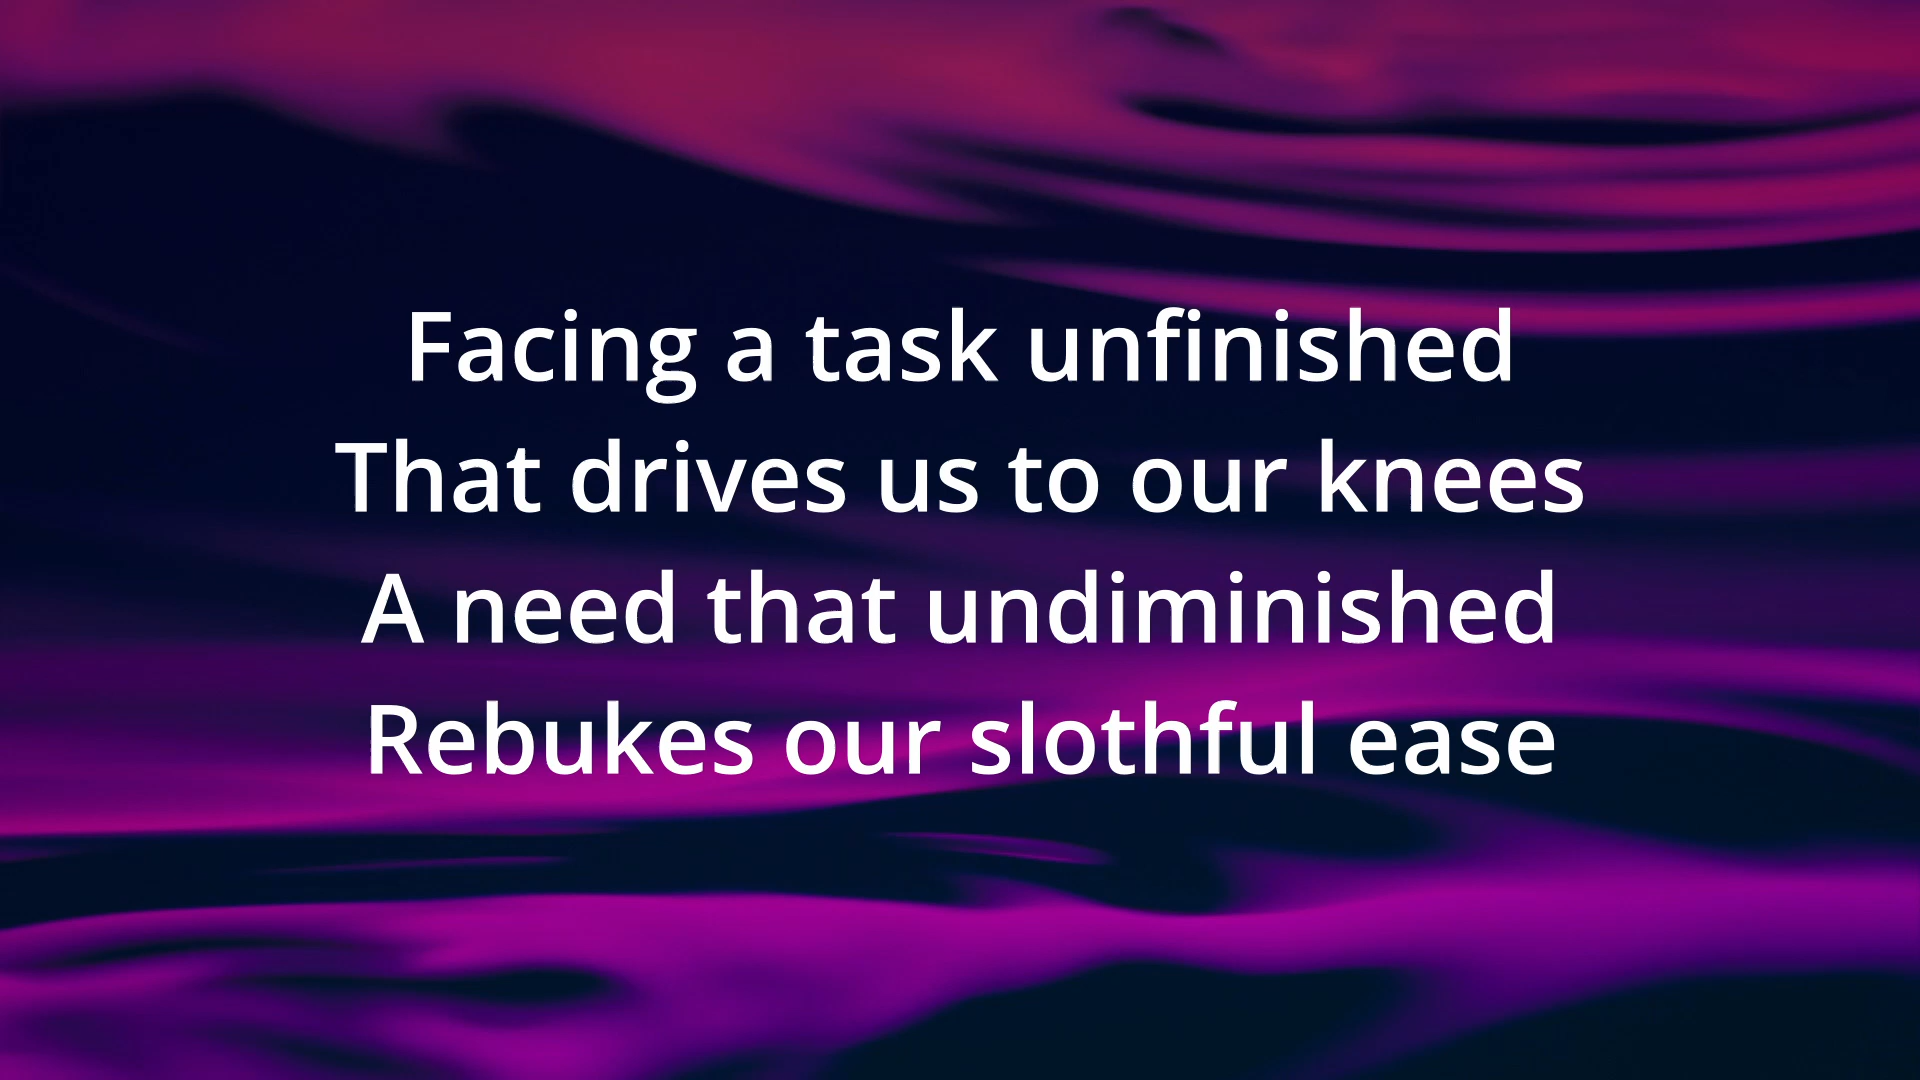 Facing a task unfinished
That drives us to our knees
A need that undiminished
Rebukes our slothful ease